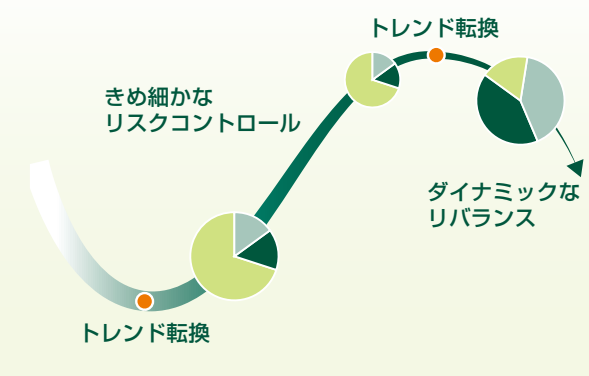 トレンド転換
きめ細かな
リスクコントロール
ダイナミックな
リバランス
トレンド転換